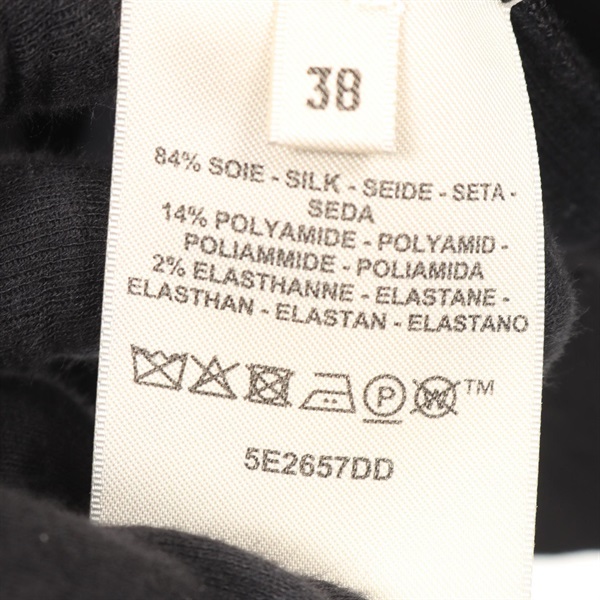 38
84% SOIE - SILK - SEIDE - SETA -
SEDA
14% POLYAMIDE - POLYAMID -
POLIAMMIDE - POLIAMIDA
2% ELASTHANNE - ELASTANE -
ELASTHAN - ELASTAN - ELASTANO
P W ™
5E2657DD